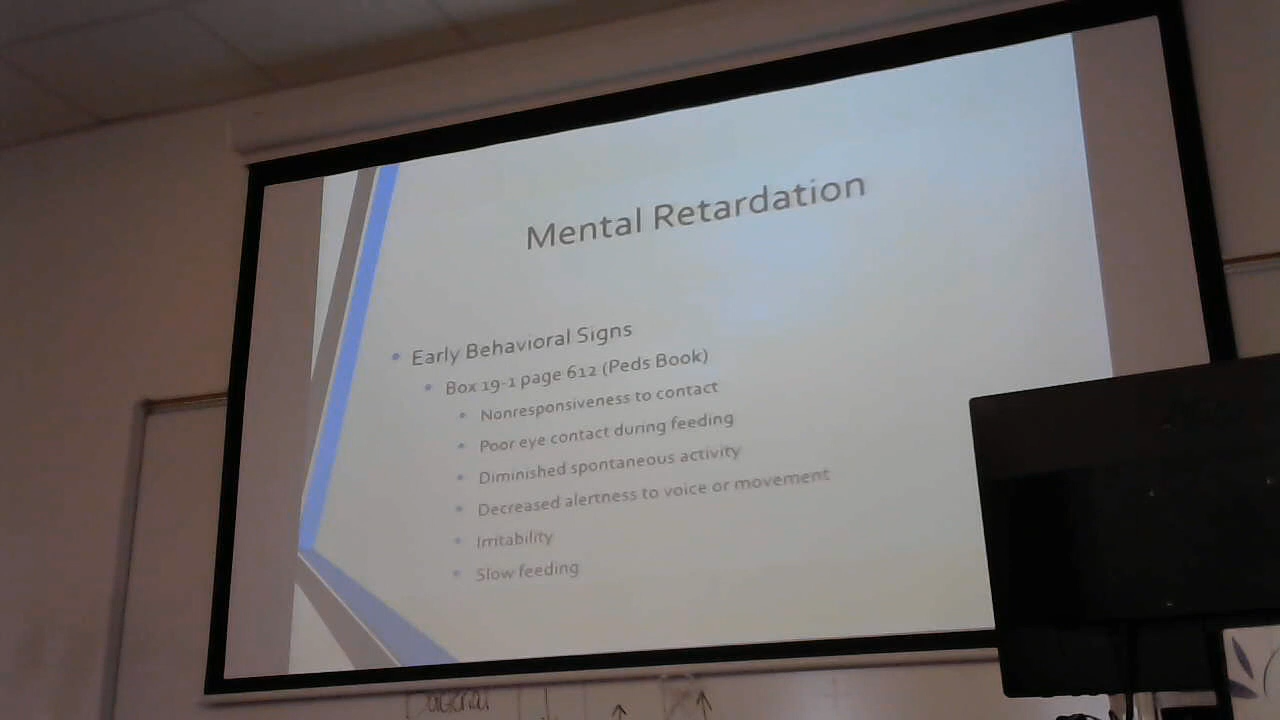 Mental Retardation
• Early Behavioral Signs
• Box 19-1 page 612 (Peds Book)
• Nonresponsiveness to contact
• Poor eye contact during feeding
• Diminished spontaneous activity
• Decreased alertness to voice or movement
• Irritability
• Slow feeding